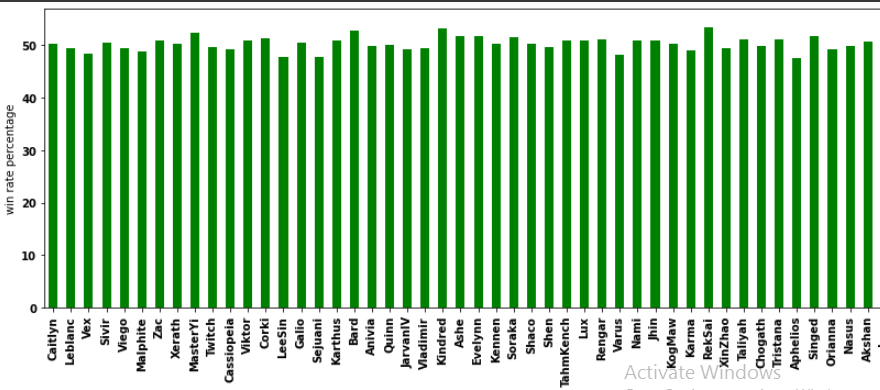 win rate percentage
50
40
30
20
10
0
Caitlyn
Leblanc
Vex
Sivir
Viego
Malphite
Zac
Xerath
MasterYi
Twitch
Cassiopeia
Viktor
Corki
LeeSin
Galio
Sejuani
Karthus
Bard
Anivia
Quinn
JarvanIV
Vladimir
Kindred
Ashe
Evelynn
Kennen
Soraka
Shaco
Shen
TahmKench
Lux
Rengar
Varus
Nami
Jhin
KogMaw
Karma
RekSai
XinZhao
Taliyah
Chogath
Tristana
Aphelios
Singed
Orianna
Nasus
Akshan
Activate Windows